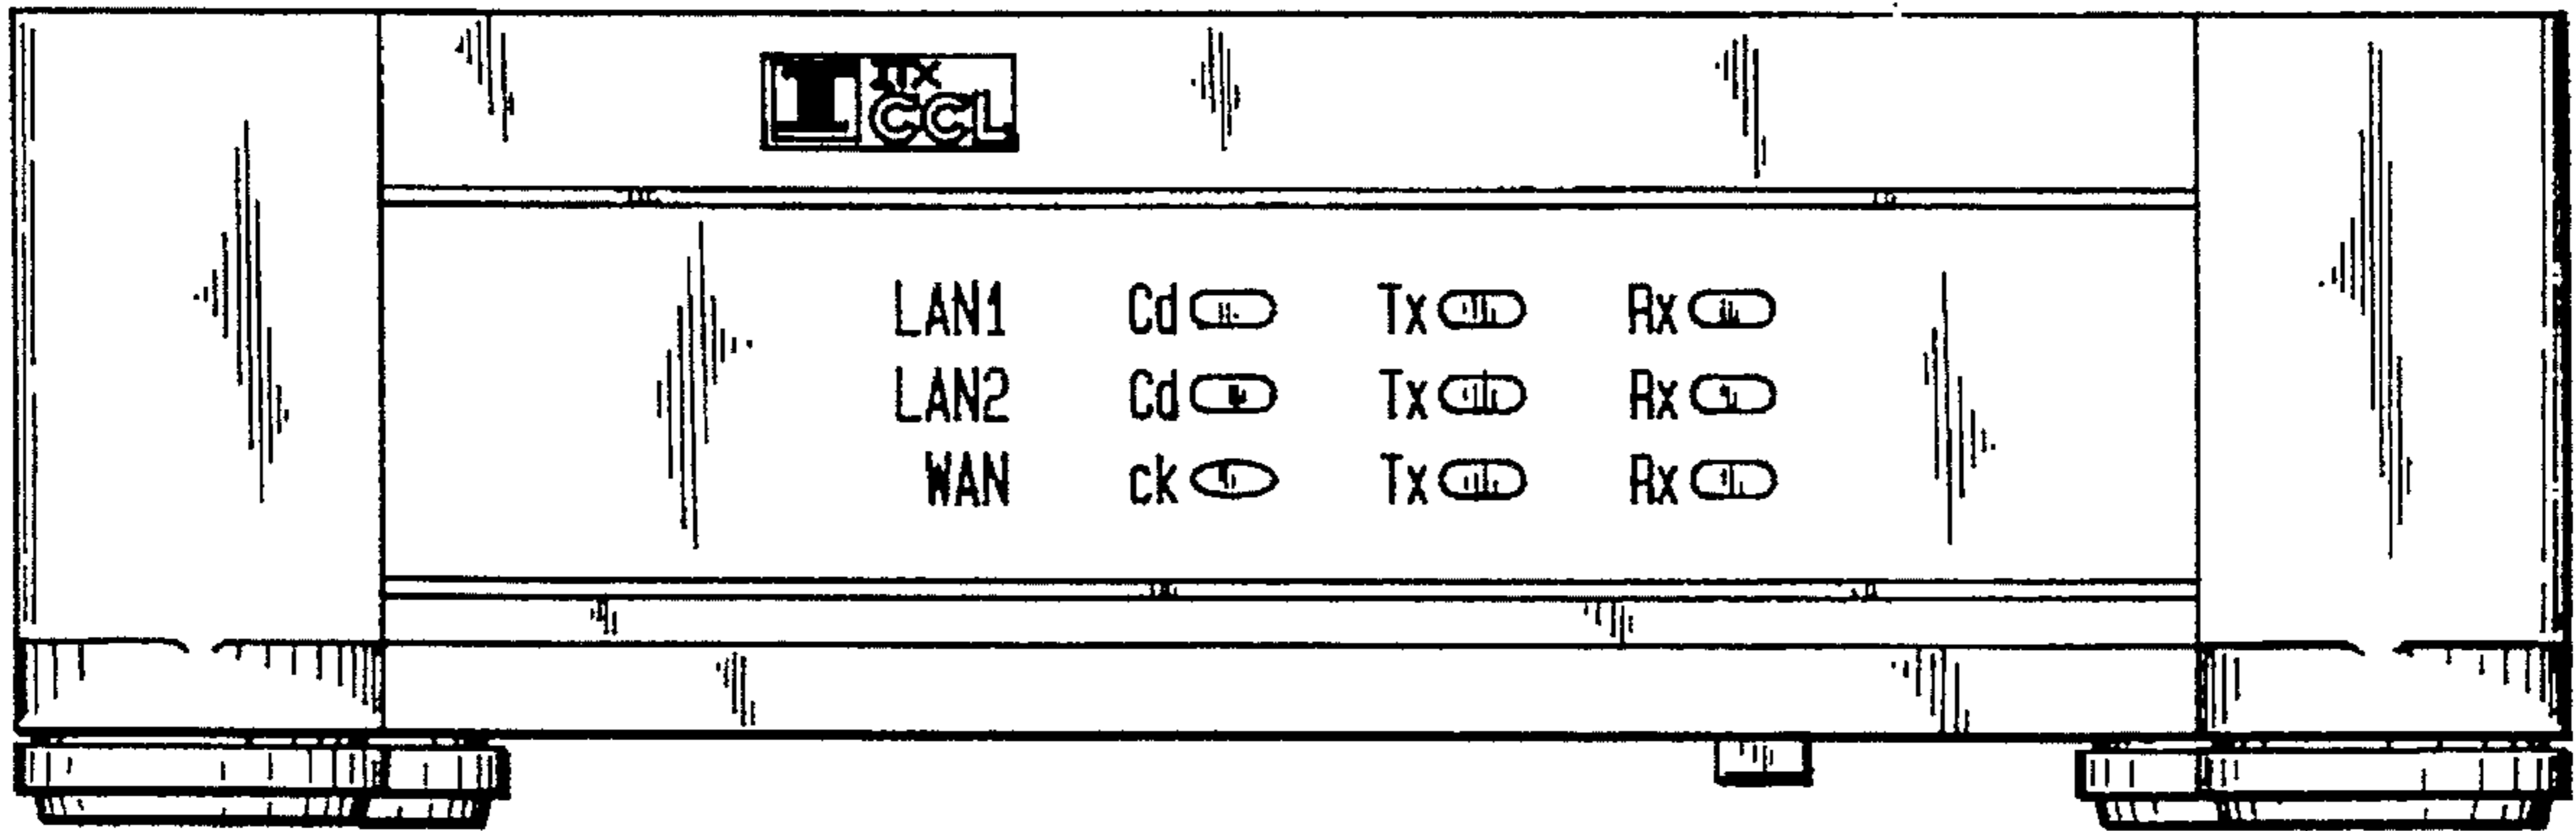 ITX
CCL
LAN1 Cd Tx Rx
LAN2 Cd Tx Rx
WAN ck Tx Rx